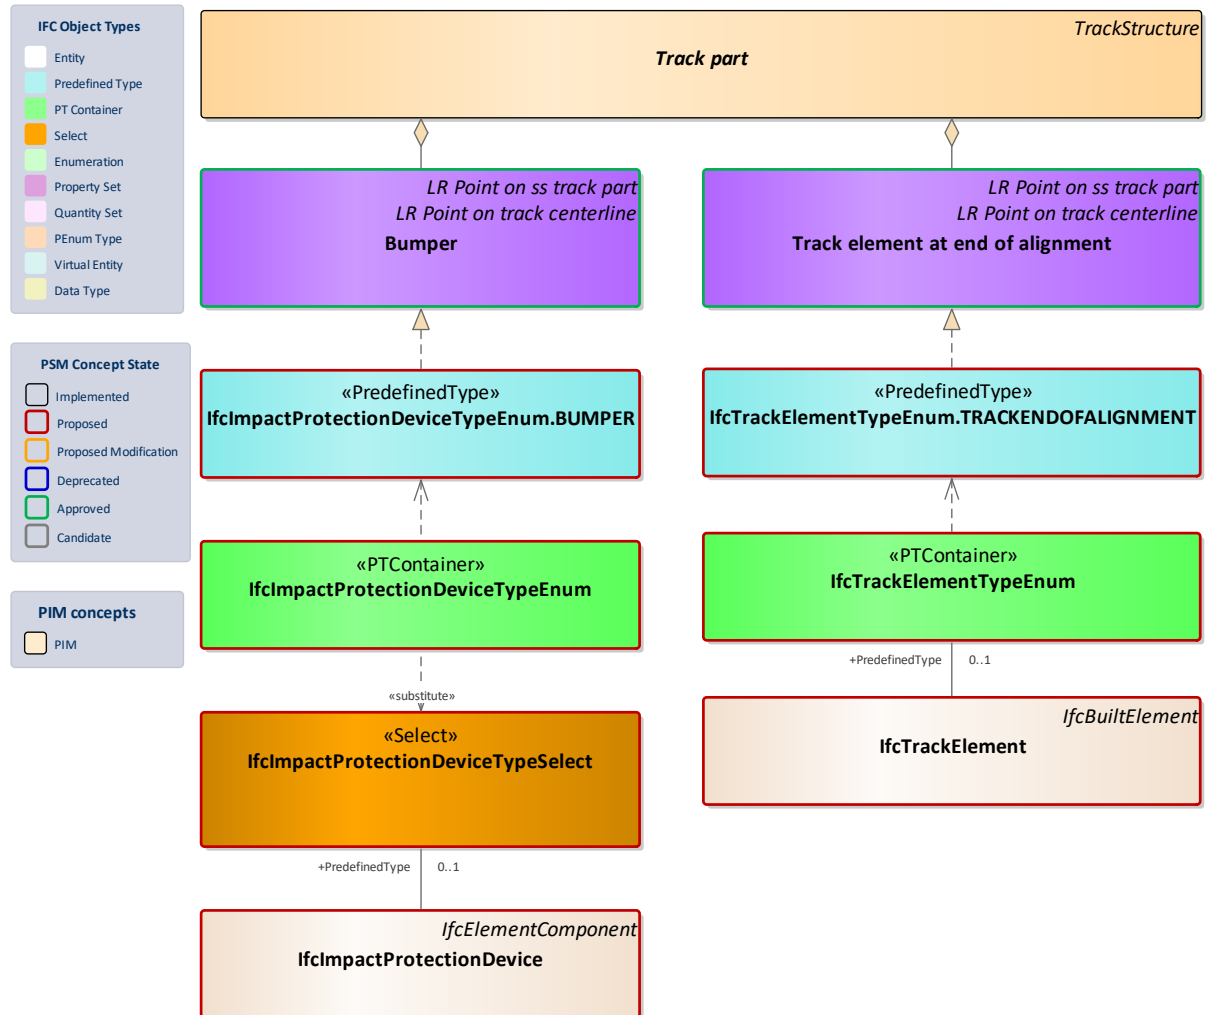 IFC Object Types
Entity
Predefined Type
PT Container
Select
Enumeration
Property Set
Quantity Set
PEnum Type
Virtual Entity
Data Type
PSM Concept State
Implemented
Proposed
Proposed Modification
Deprecated
Approved
Candidate
PIM concepts
PIM
TrackStructure
Track part
LR Point on ss track part
LR Point on track centerline
Bumper
LR Point on ss track part
LR Point on track centerline
Track element at end of alignment
«PredefinedType»
IfcImpactProtectionDeviceTypeEnum.BUMPER
«PredefinedType»
IfcTrackElementTypeEnum.TRACKENDOFALIGNMENT
«PTContainer»
IfcImpactProtectionDeviceTypeEnum
«PTContainer»
IfcTrackElementTypeEnum
«substitute»
+PredefinedType 0..1
«Select»
IfcImpactProtectionDeviceTypeSelect
IfcBuiltElement
IfcTrackElement
+PredefinedType 0..1
IfcElementComponent
IfcImpactProtectionDevice